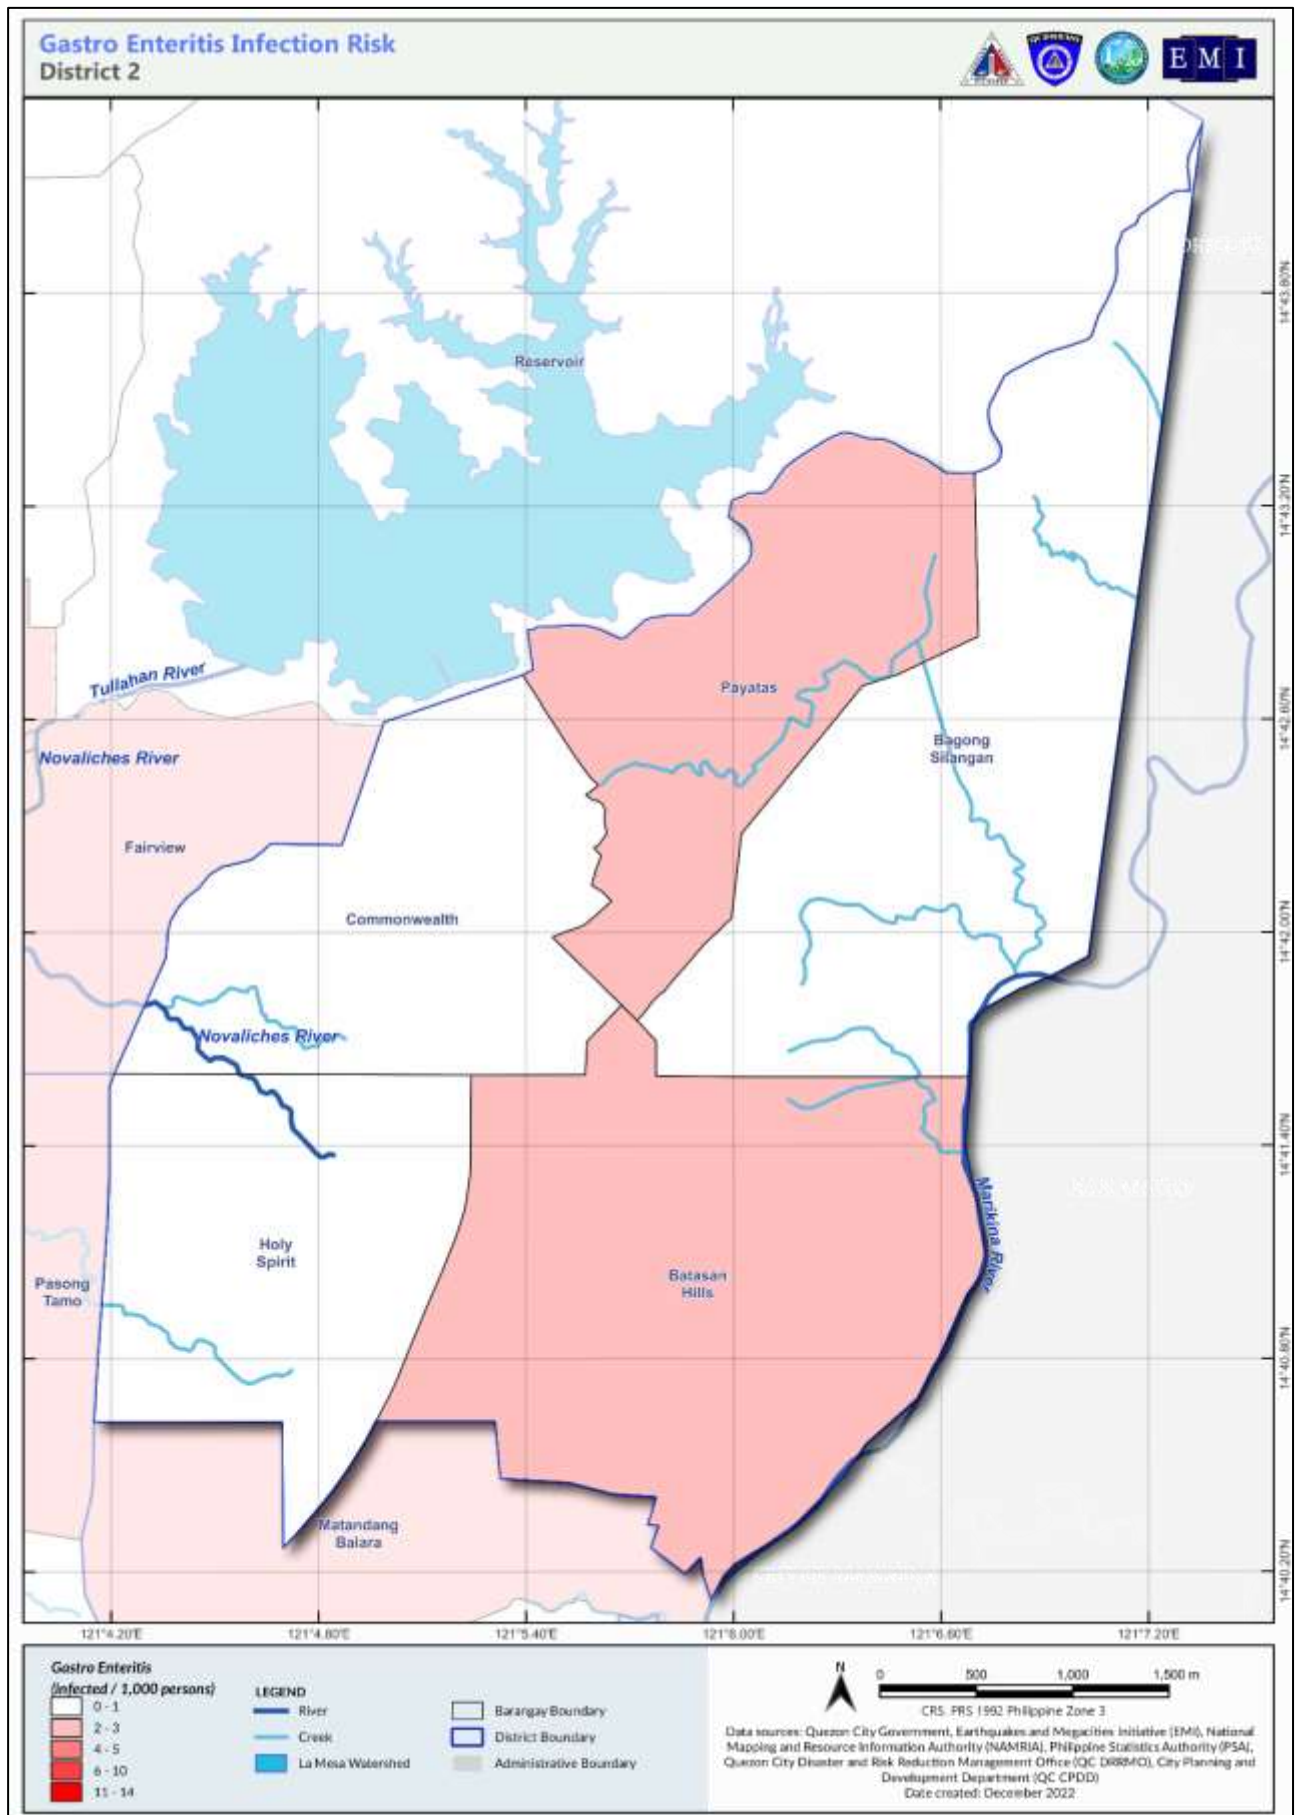 Gastro Enteritis Infection Risk
District 2
E M I
Reservoir
Tullahan River
Payatas
Novaliches River
Bagong
Silangan
Fairview
Commonwealth
Novaliches River
Holy
Spirit
Marikina River
Pasong
Tamo
Batasan
Hills
Matandang
Balara
14°43.80'N
14°43.20'N
14°42.60'N
14°42.00'N
14°41.40'N
14°40.80'N
14°40.20'N
121°4.20'E
121°4.80'E
121°5.40'E
121°6.00'E
121°6.60'E
121°7.20'E
Gastro Enteritis
(Infected / 1,000 persons)
0 - 1
2 - 3
4 - 5
6 - 10
11 - 14
LEGEND
River
Creek
La Mesa Watershed
Barangay Boundary
District Boundary
Administrative Boundary
N
0 500 1,000 1,500 m
CRS: PRS 1992 Philippine Zone 3
Data sources: Quezon City Government, Earthquakes and Megacities Initiative (EMI), National
Mapping and Resource Information Authority (NAMRIA), Philippine Statistics Authority (PSA),
Quezon City Disaster and Risk Reduction Management Office (QC DRRMO), City Planning and
Development Department (QC CPDD)
Date created: December 2022